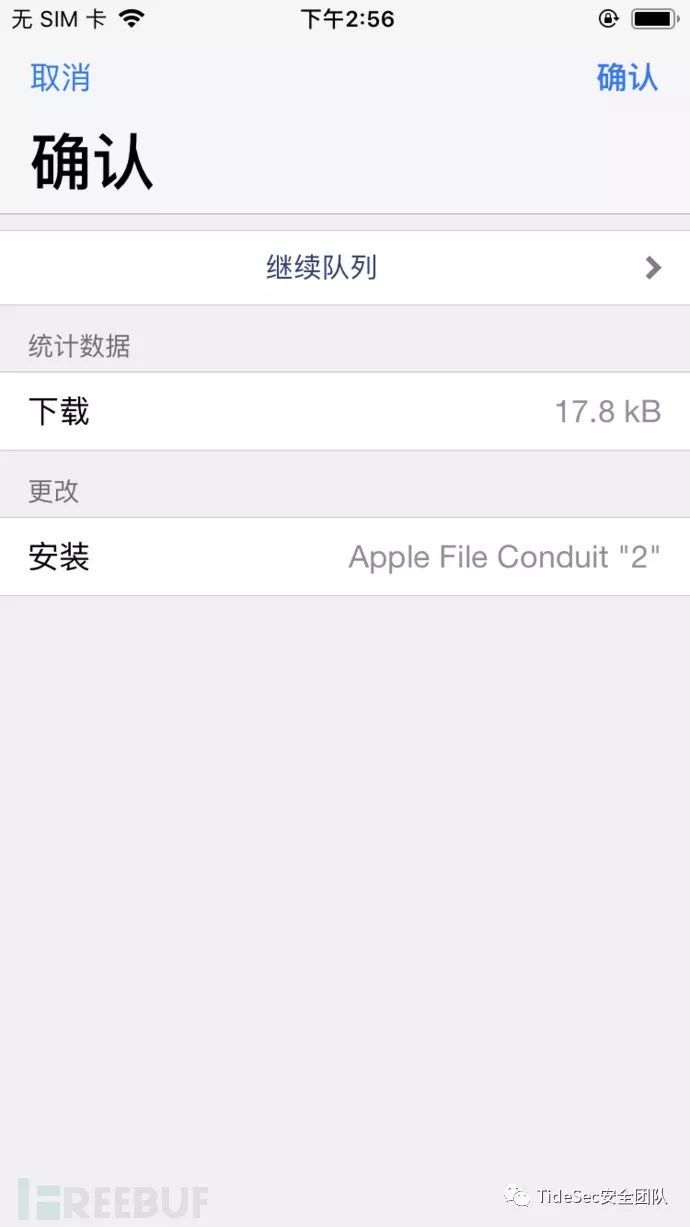 无 SIM 卡 下午2:56
取消 确认
确认
继续队列
统计数据
下载 17.8 kB
更改
安装 Apple File Conduit "2"
FREEBUF TideSec安全团队